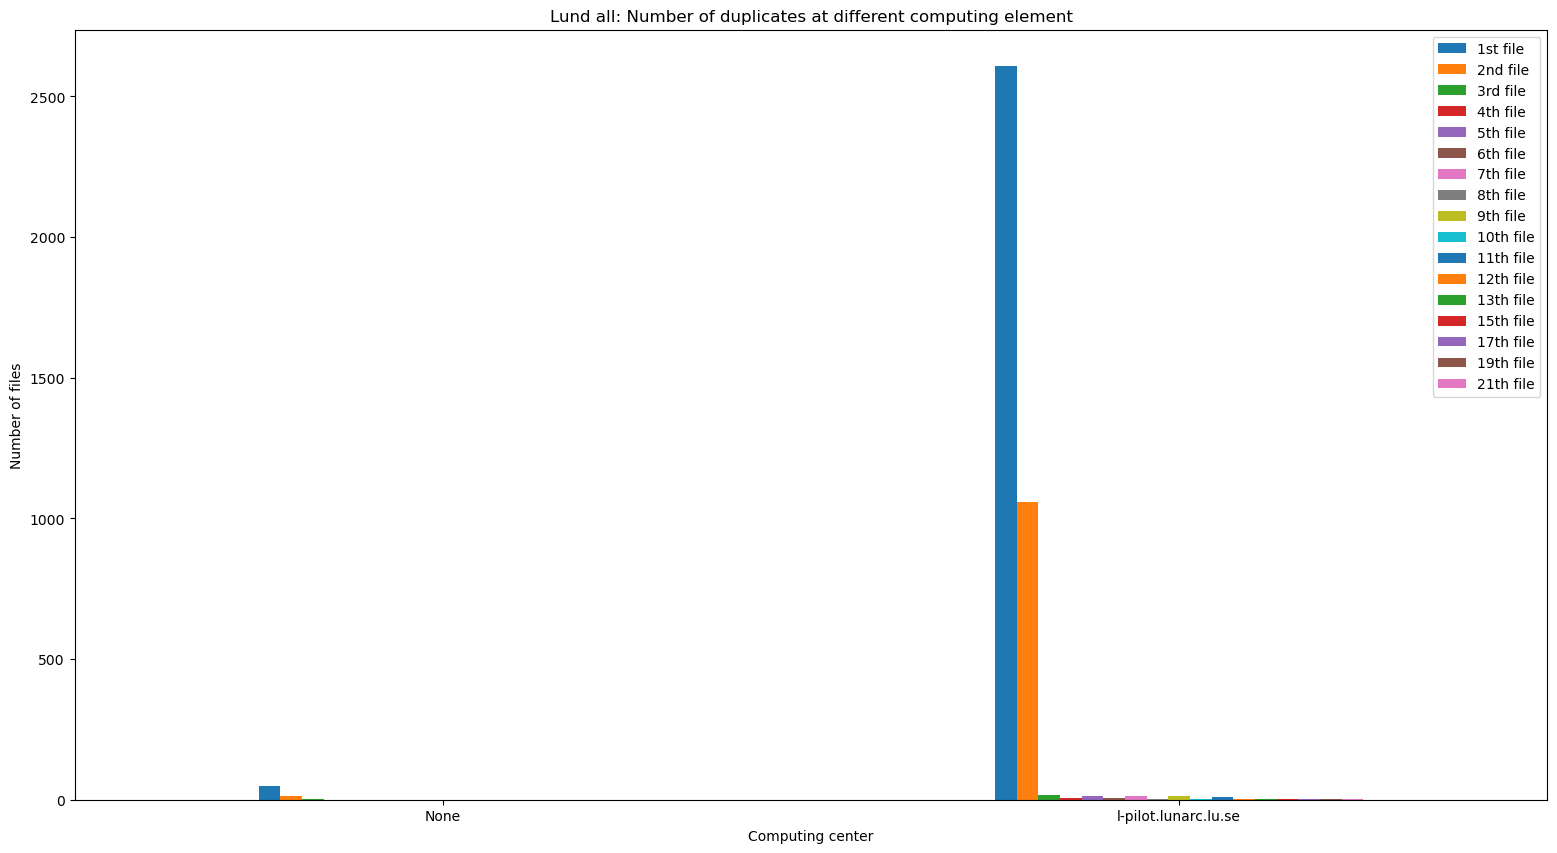 Lund all: Number of duplicates at different computing element
Number of files
2500
2000
1500
1000
500
0
None
l-pilot.lunarc.lu.se
Computing center
1st file
2nd file
3rd file
4th file
5th file
6th file
7th file
8th file
9th file
10th file
11th file
12th file
13th file
15th file
17th file
19th file
21th file